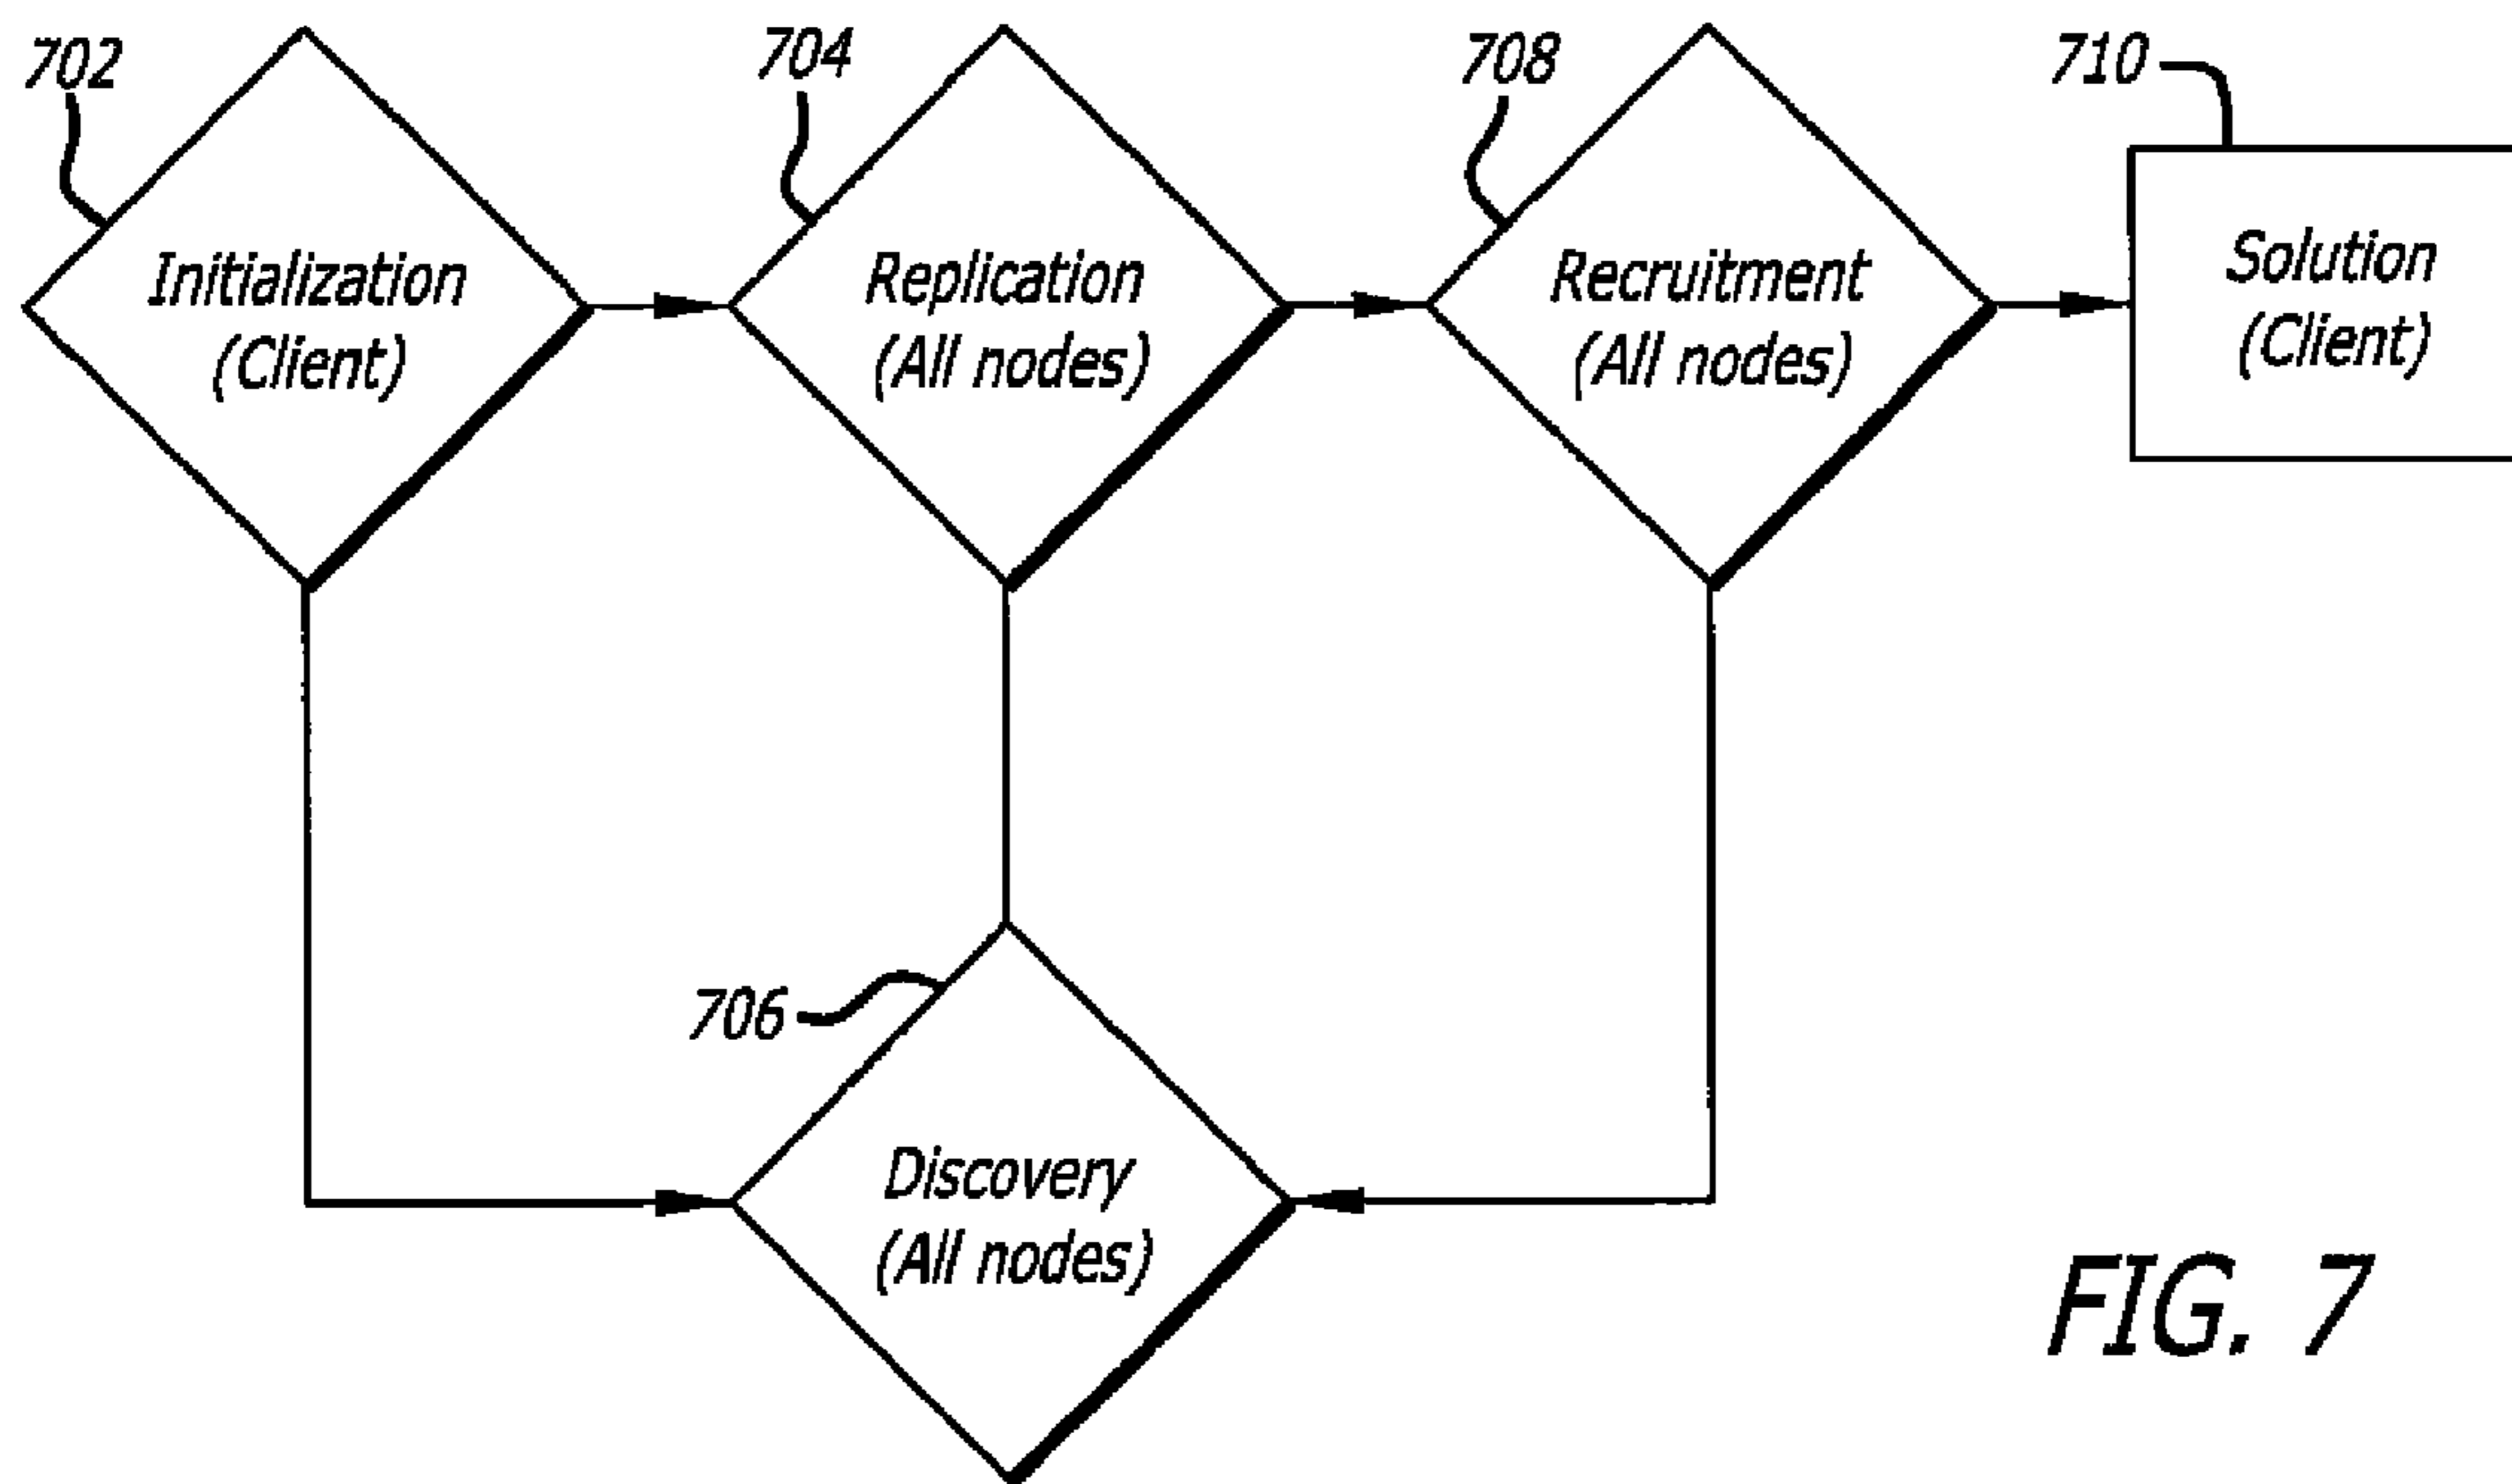 702
704
708
710
Initialization
(Client)
Replication
(All nodes)
Recruitment
(All nodes)
Solution
(Client)
706
Discovery
(All nodes)
FIG. 7